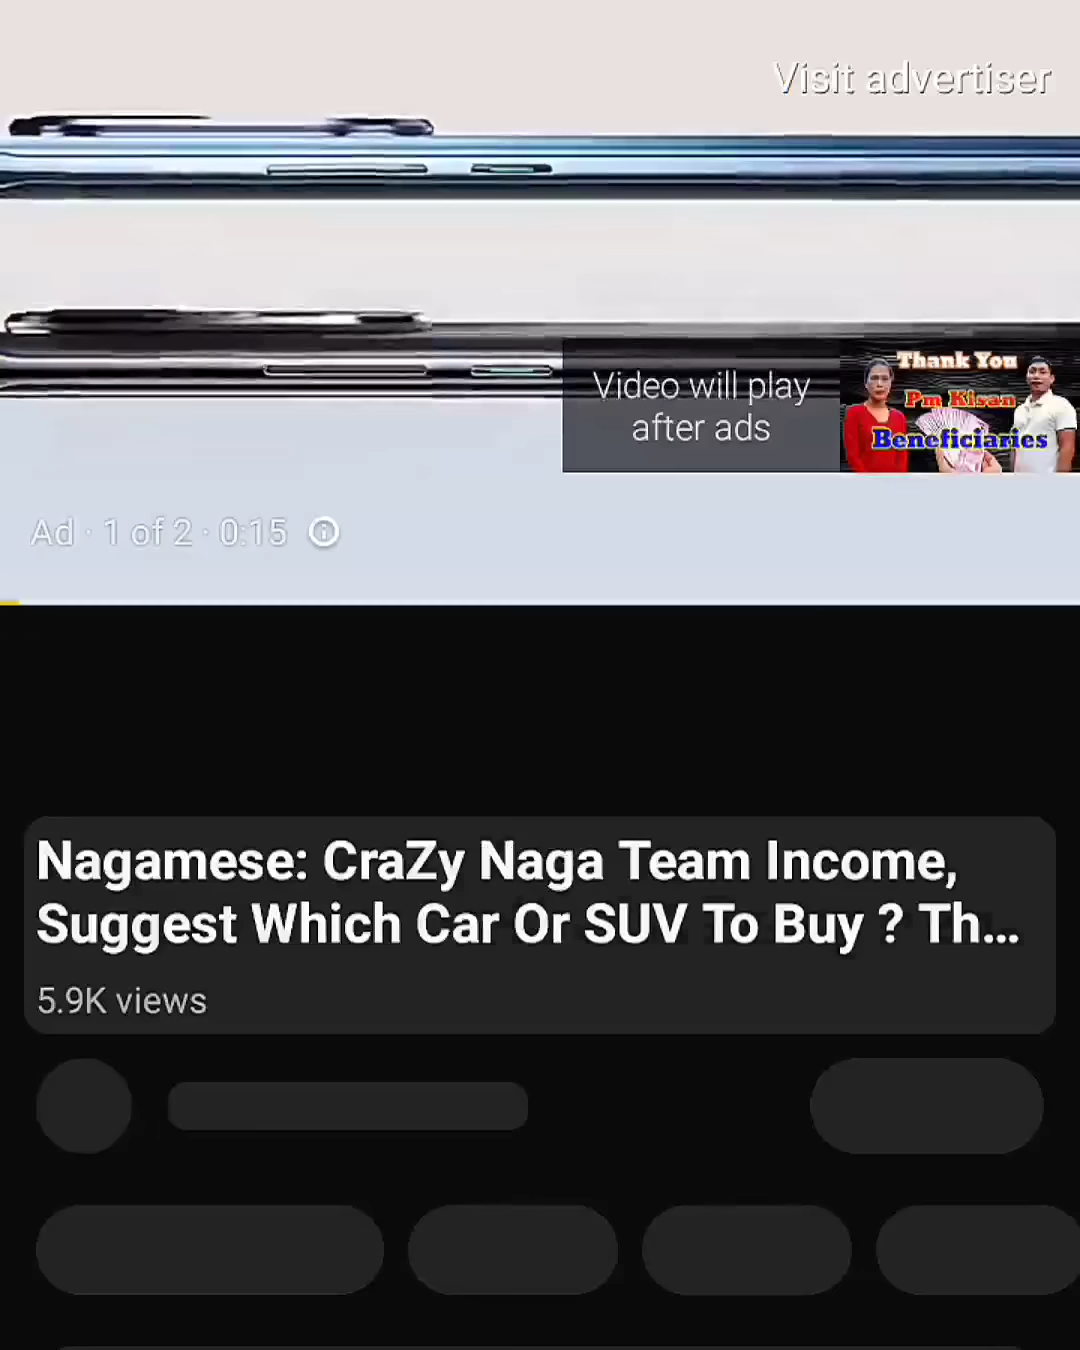 Visit advertiser
Video will play
after ads
Thank You
Pm Kisan
Beneficiaries
Ad · 1 of 2 · 0:15
Nagamese: CraZy Naga Team Income,
Suggest Which Car Or SUV To Buy ? Th...
5.9K views